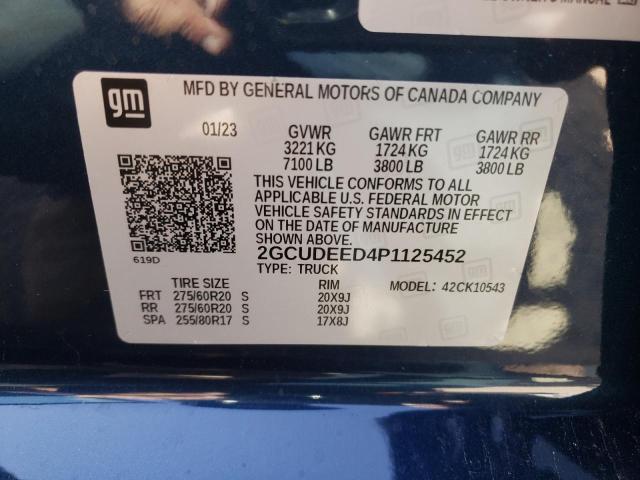 OWNER'S MANUAL
gm
MFD BY GENERAL MOTORS OF CANADA COMPANY
01/23 GVWR GAWR FRT GAWR RR
3221 KG 1724 KG 1724 KG
7100 LB 3800 LB 3800 LB
THIS VEHICLE CONFORMS TO ALL
APPLICABLE U.S. FEDERAL MOTOR
VEHICLE SAFETY STANDARDS IN EFFECT
ON THE DATE OF MANUFACTURE
SHOWN ABOVE.
619D
2GCUDEED4P1125452
TYPE: TRUCK MODEL: 42CK10543
TIRE SIZE RIM
FRT 275/60R20 S 20X9J
RR 275/60R20 S 20X9J
SPA 255/80R17 S 17X8J